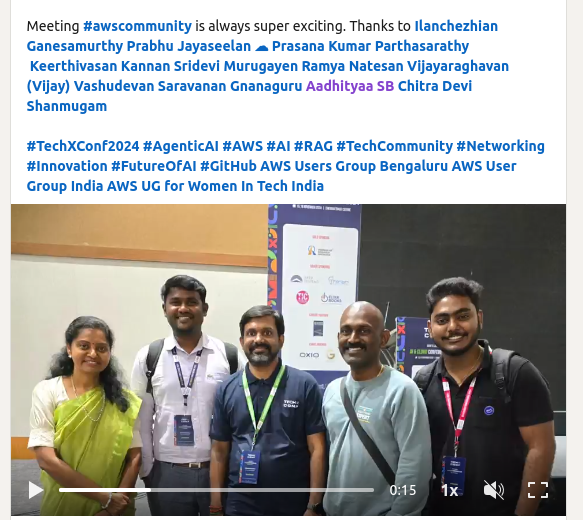 Meeting #awscommunity is always super exciting. Thanks to Ilanchezhian
Ganesamurthy Prabhu Jayaseelan ☁ Prasana Kumar Parthasarathy
Keerthivasan Kannan Sridevi Murugayen Ramya Natesan Vijayaraghavan
(Vijay) Vashudevan Saravanan Gnanaguru Aadhityaa SB Chitra Devi
Shanmugam
#TechXConf2024 #AgenticAI #AWS #AI #RAG #TechCommunity #Networking
#Innovation #FutureOfAI #GitHub AWS Users Group Bengaluru AWS User
Group India AWS UG for Women In Tech India
OXIO
0:15
1x